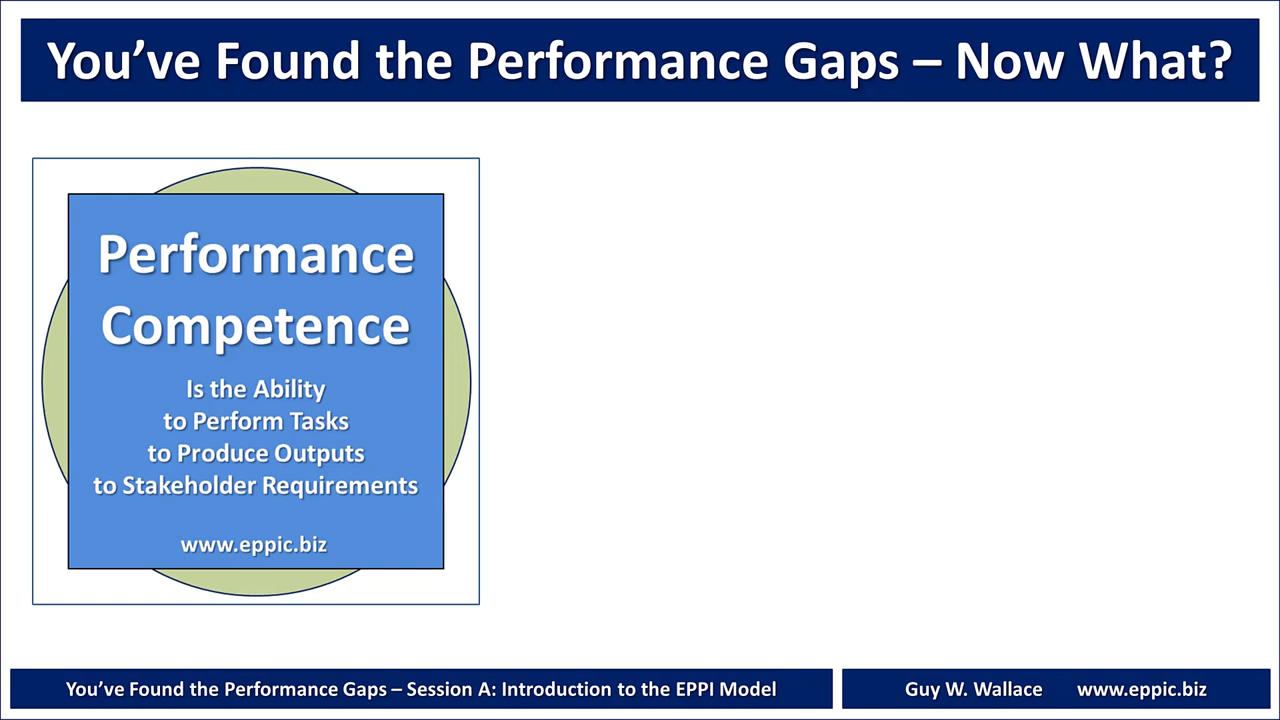 You’ve Found the Performance Gaps – Now What?
Performance
Competence
Is the Ability
to Perform Tasks
to Produce Outputs
to Stakeholder Requirements
www.eppic.biz
You’ve Found the Performance Gaps – Session A: Introduction to the EPPI Model
Guy W. Wallace www.eppic.biz